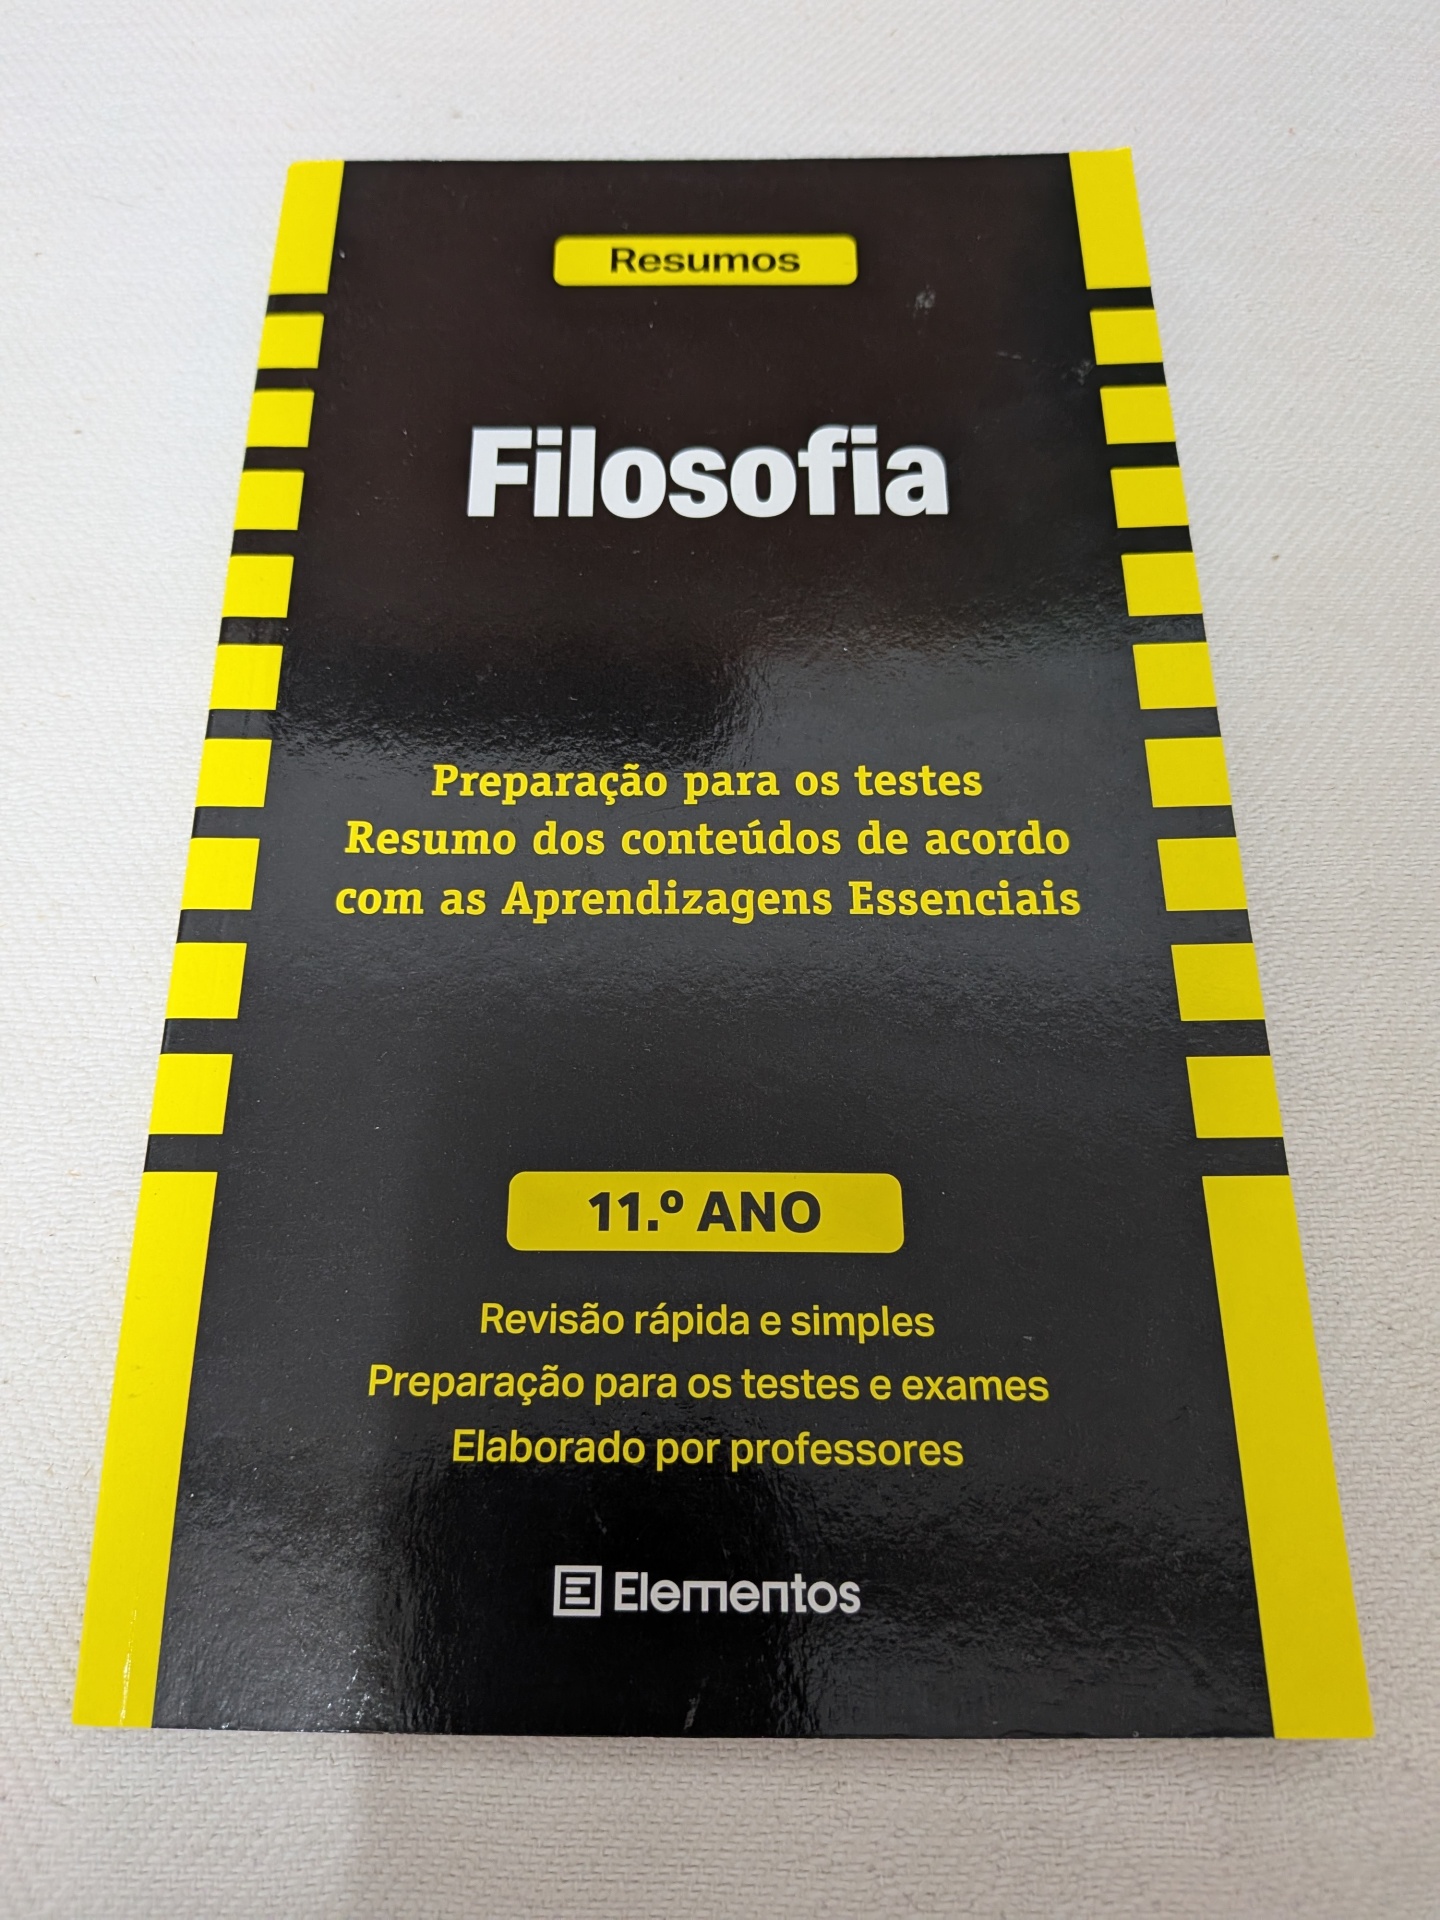 Resumos
Filosofia
Preparação para os testes
Resumo dos conteúdos de acordo
com as Aprendizagens Essenciais
11.º ANO
Revisão rápida e simples
Preparação para os testes e exames
Elaborado por professores
E Elementos